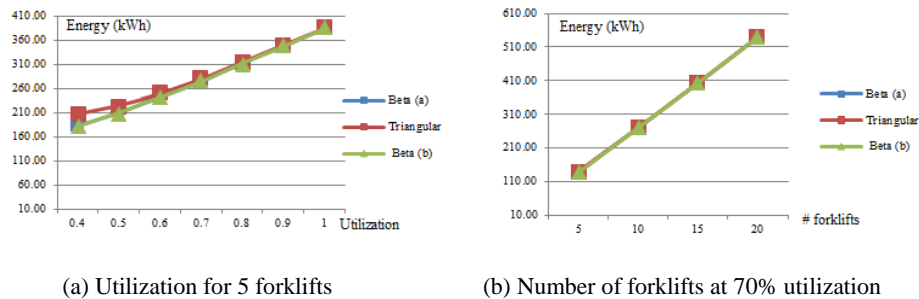 410.00
Energy (kWh)
360.00
310.00
260.00
210.00
160.00
110.00
60.00
10.00
0.4 0.5 0.6 0.7 0.8 0.9 1 Utilization
Beta (a)
Triangular
Beta (b)
(a) Utilization for 5 forklifts
610.00
Energy (kWh)
510.00
410.00
310.00
210.00
110.00
10.00
5 10 15 20 # forklifts
Beta (a)
Triangular
Beta (b)
(b) Number of forklifts at 70% utilization